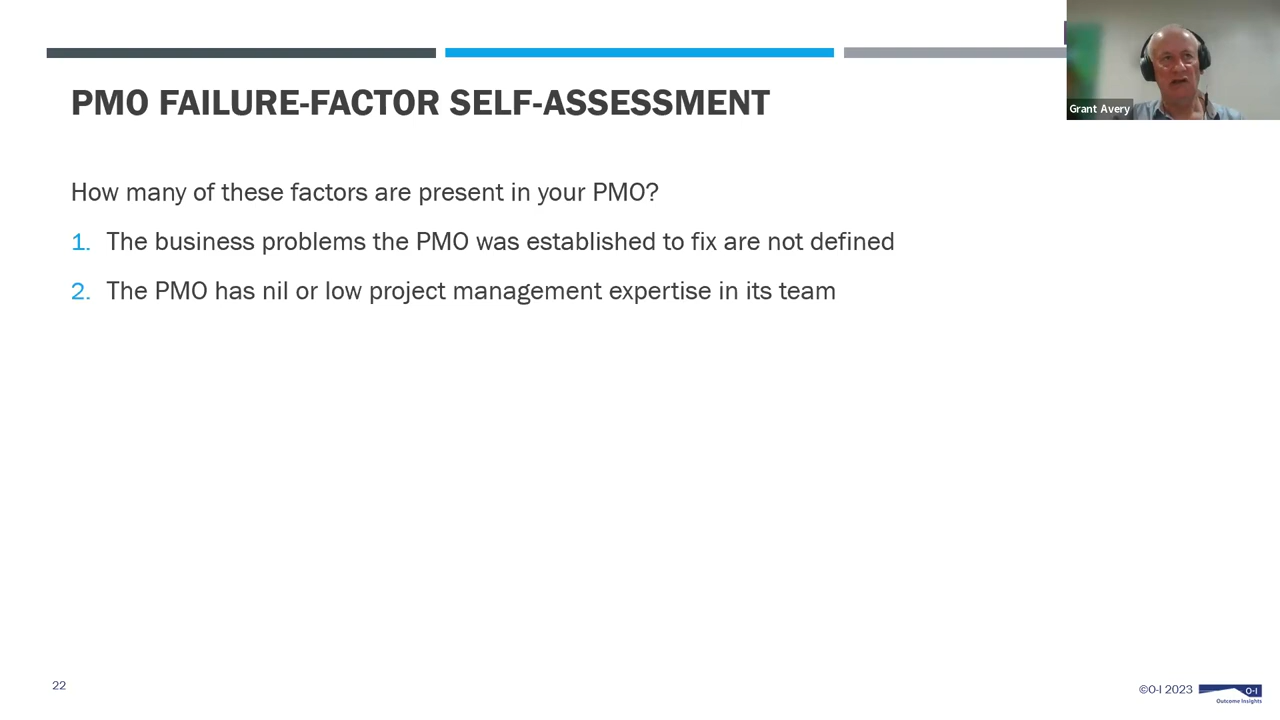 PMO FAILURE-FACTOR SELF-ASSESSMENT
Grant Avery
How many of these factors are present in your PMO?
1. The business problems the PMO was established to fix are not defined
2. The PMO has nil or low project management expertise in its team
22
©O-I 2023
O-I
Outcome Insights